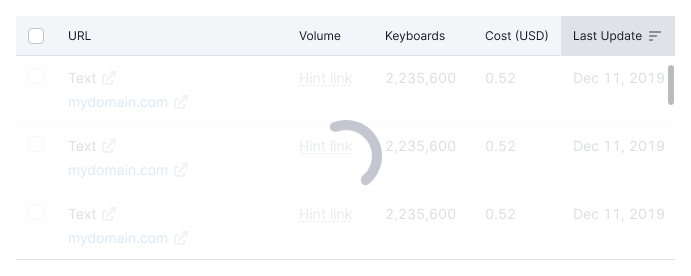 URL Volume Keyboards Cost (USD) Last Update
Text Hint link 2,235,600 0.52 Dec 11, 2019
mydomain.com
Text Hint link 2,235,600 0.52 Dec 11, 2019
mydomain.com
Text Hint link 2,235,600 0.52 Dec 11, 2019
mydomain.com